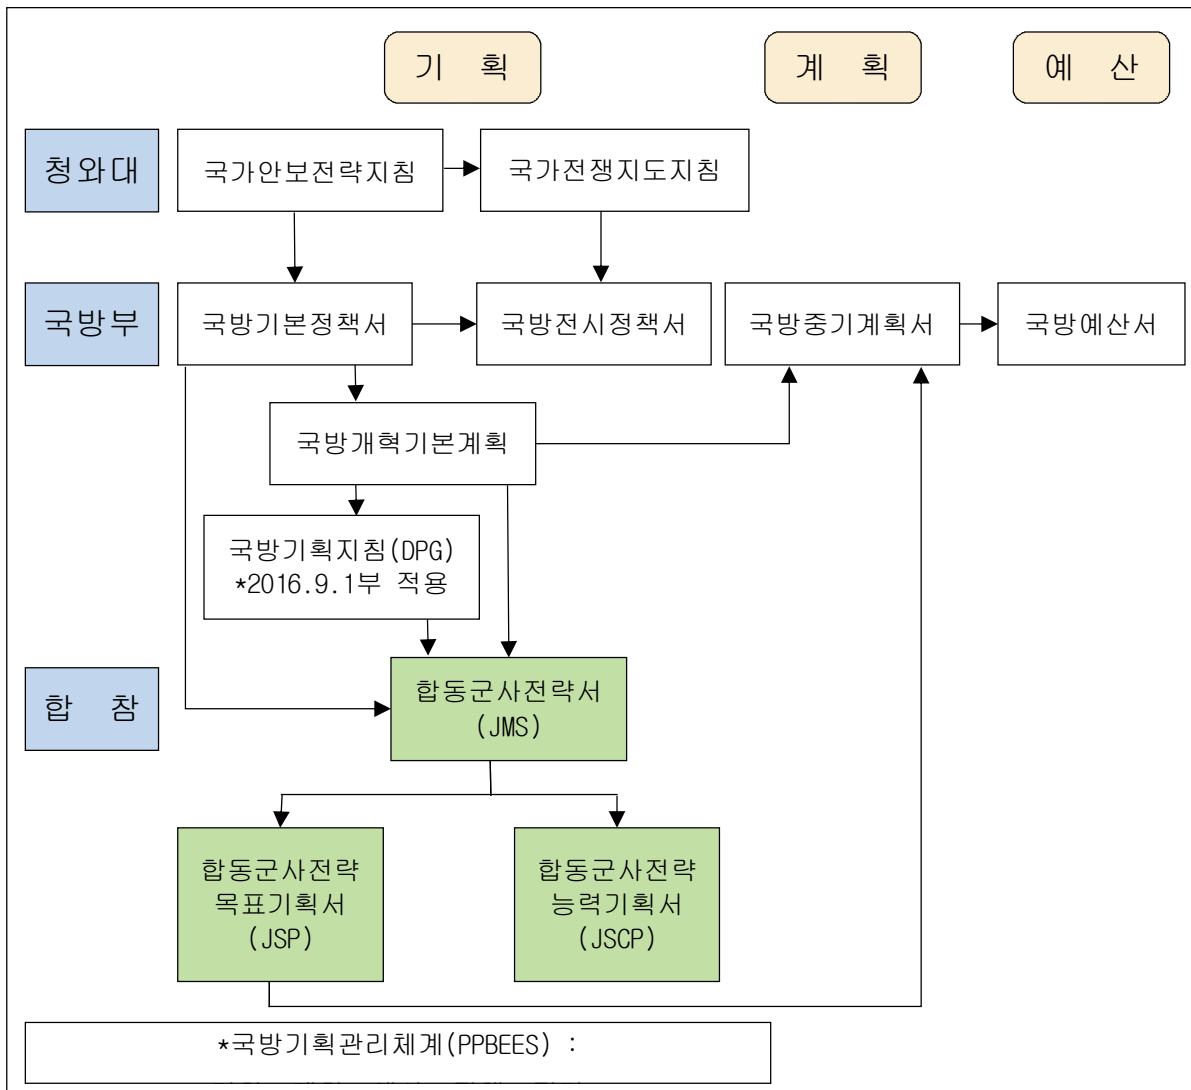 기 획
계 획
예 산
청와대
국가안보전략지침
국가전쟁지도지침
국방부
국방기본정책서
국방전시정책서
국방중기계획서
국방예산서
국방개혁기본계획
국방기획지침(DPG)
*2016.9.1부 적용
합 참
합동군사전략서
(JMS)
합동군사전략
목표기획서
(JSP)
합동군사전략
능력기획서
(JSCP)
*국방기획관리체계(PPBEES) :